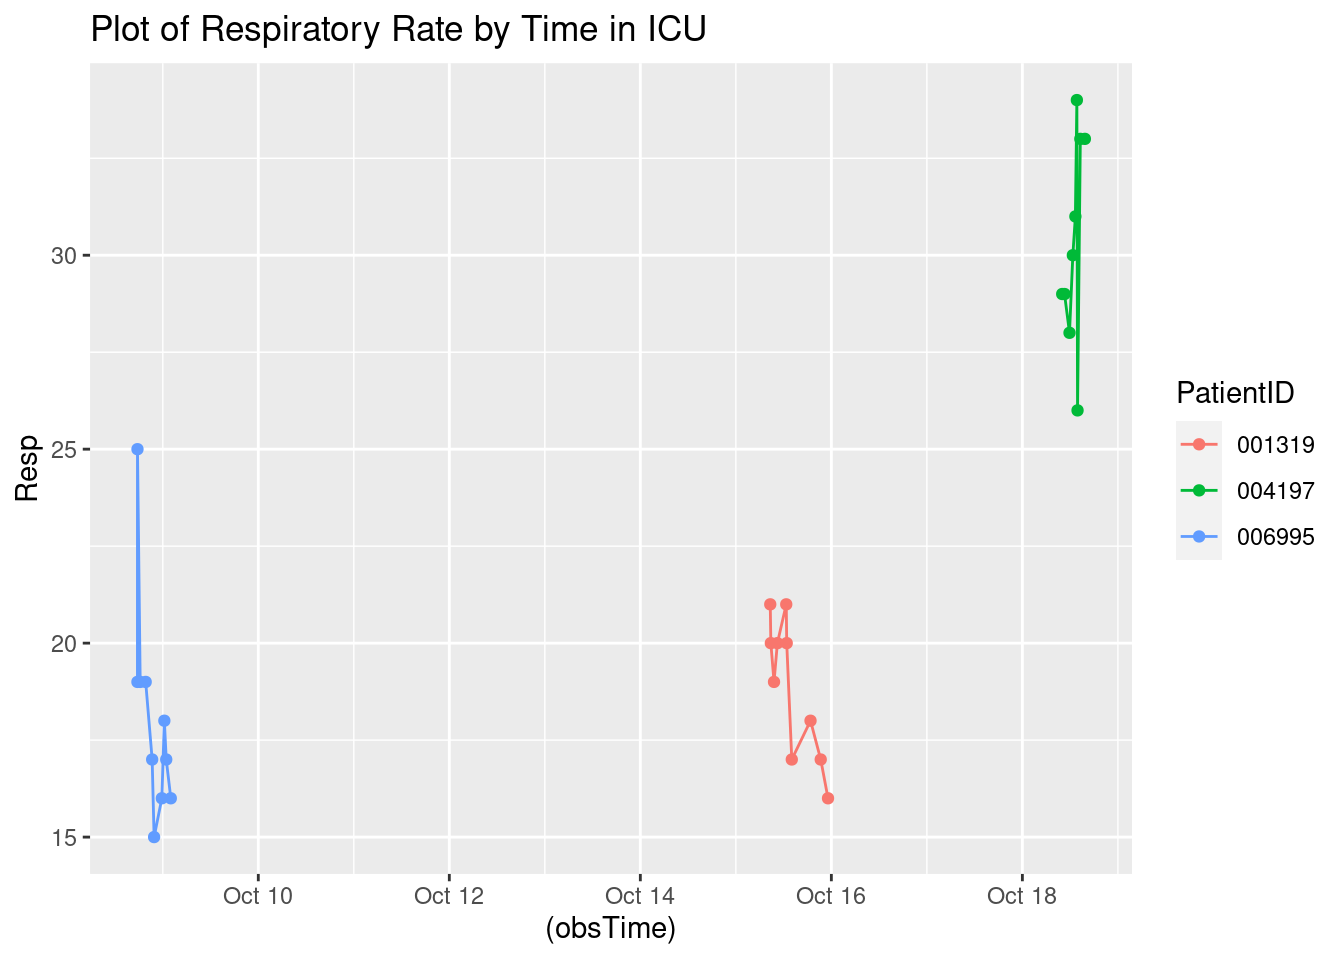 Plot of Respiratory Rate by Time in ICU
Resp
30
25
20
15
Oct 10
Oct 12
Oct 14
Oct 16
Oct 18
(obsTime)
PatientID
001319
004197
006995